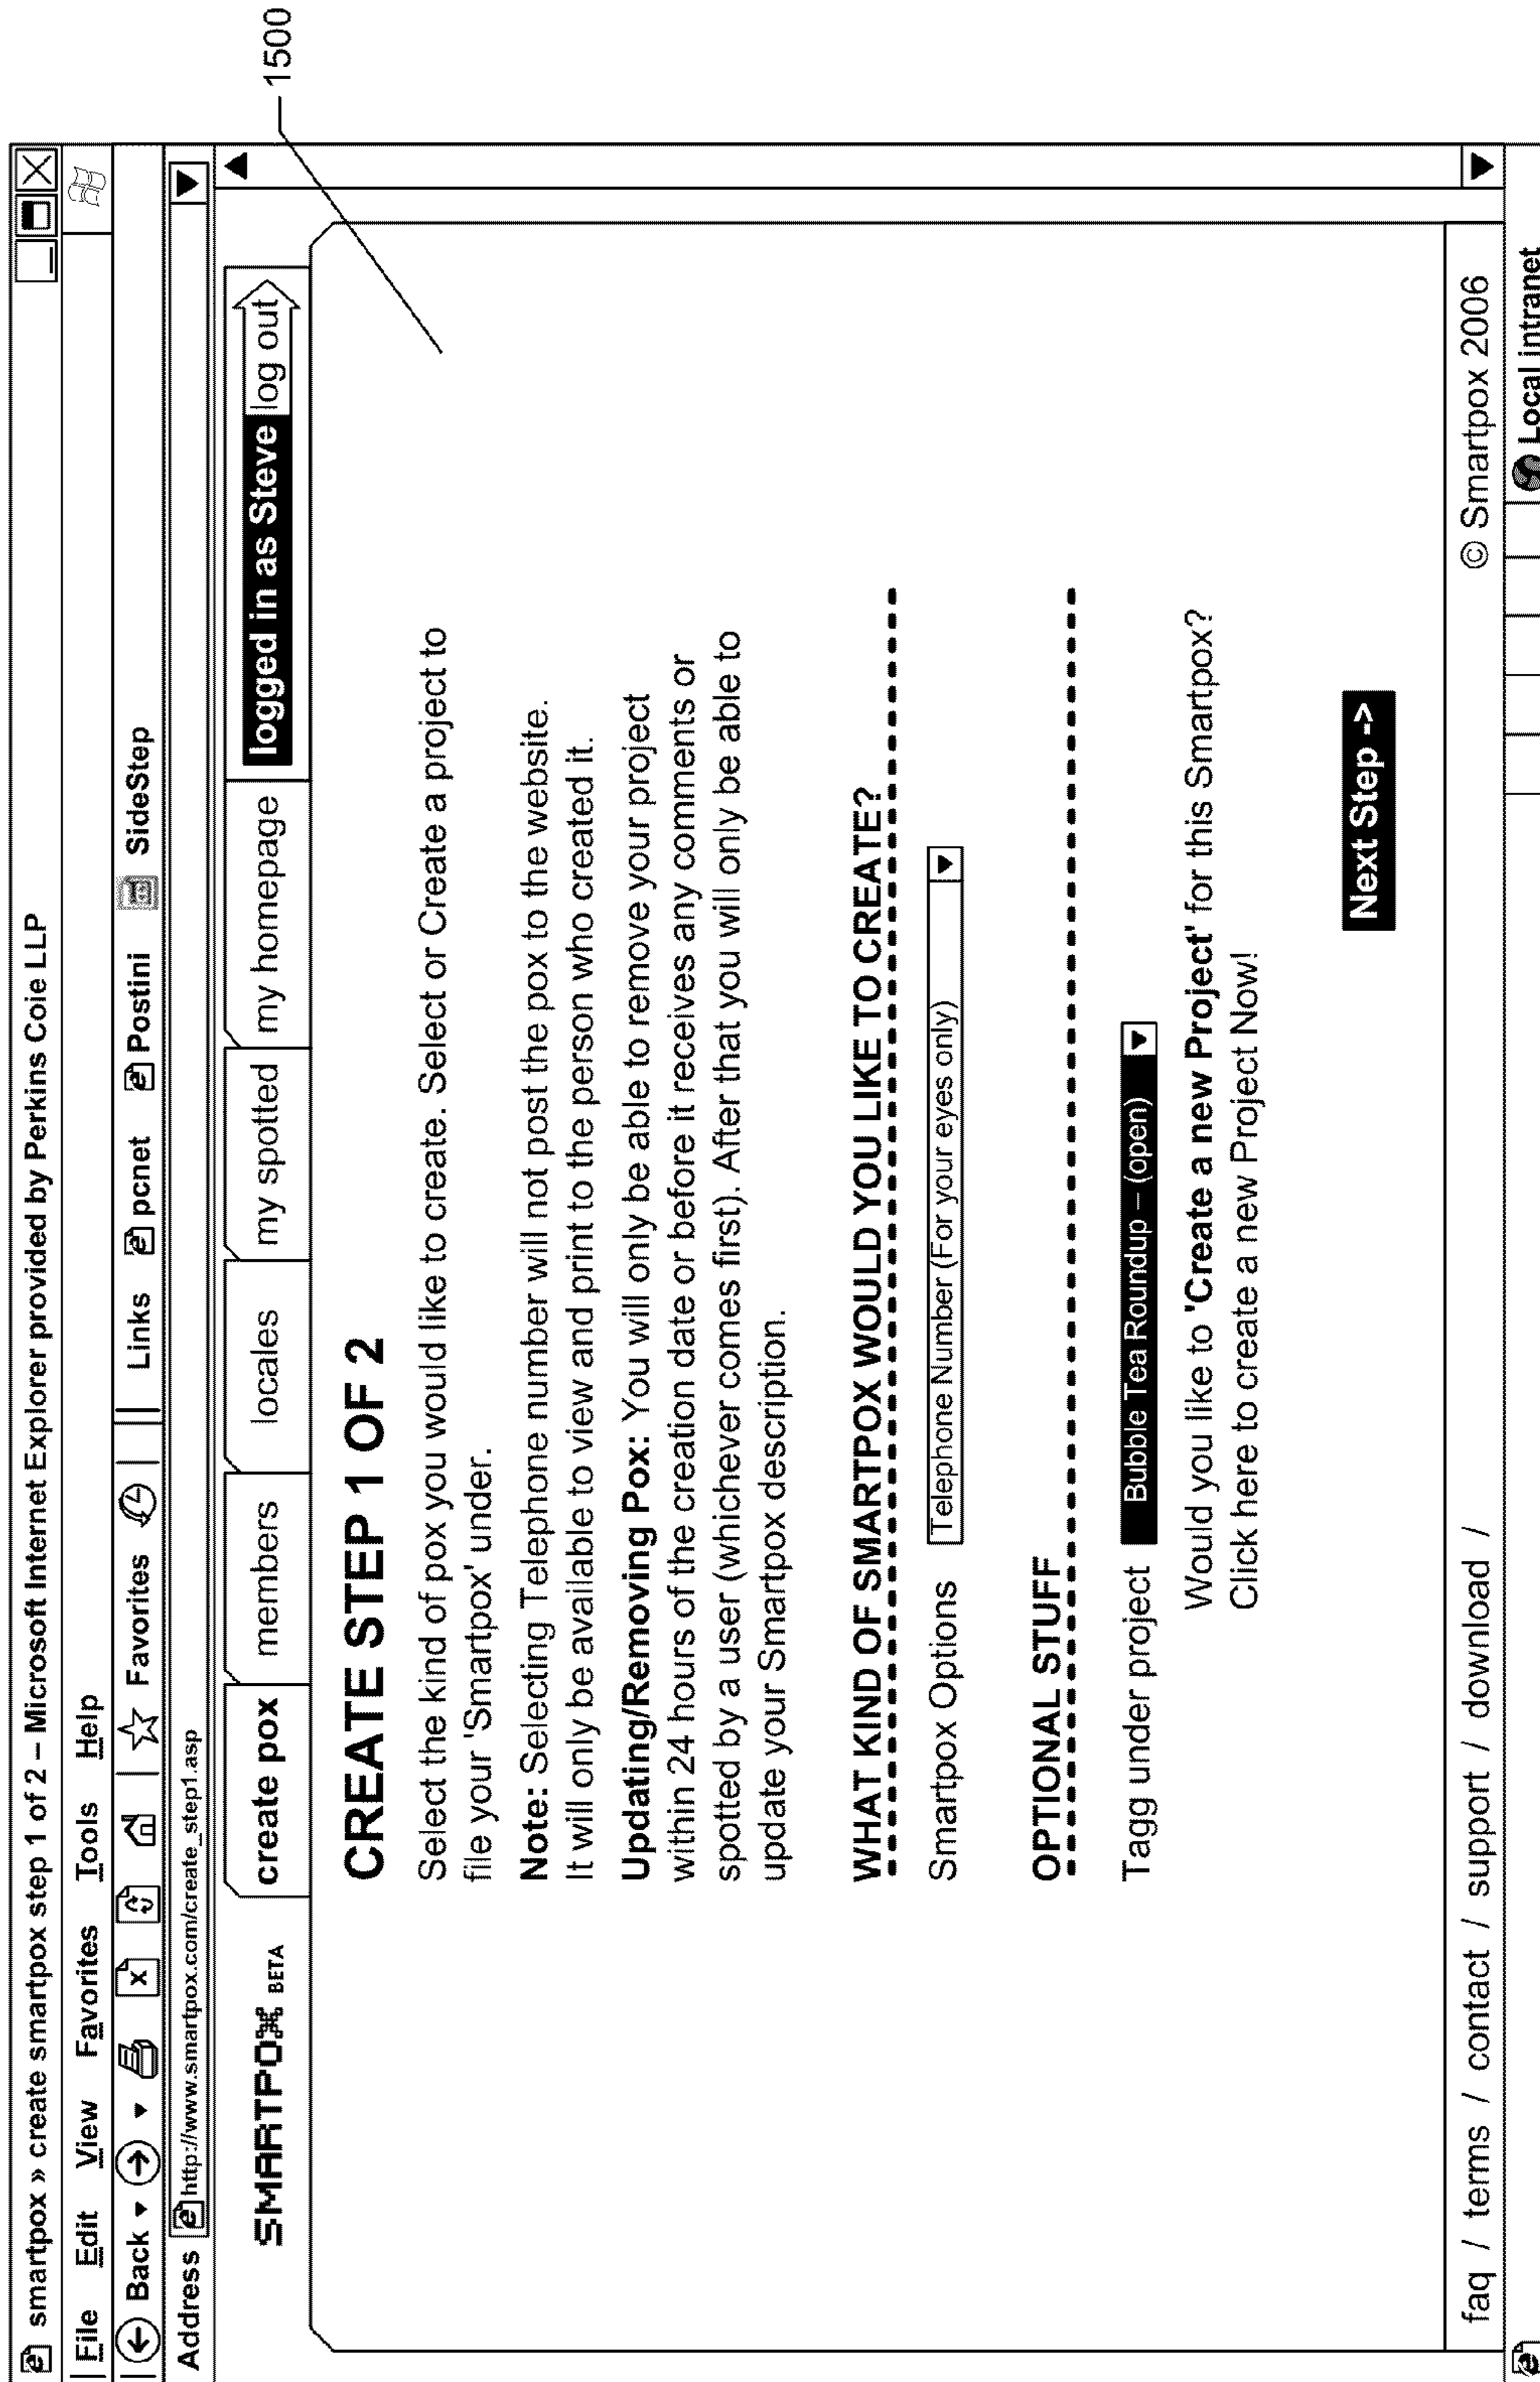 smartpox » create smartpox step 1 of 2 – Microsoft Internet Explorer provided by Perkins Coie LLP
File Edit View Favorites Tools Help
Back Favorites Links pcnet Postini SideStep
Address http://www.smartpox.com/create_step1.asp
SMARTPOX BETA
create pox members locales my spotted my homepage logged in as Steve log out
1500
CREATE STEP 1 OF 2
Select the kind of pox you would like to create. Select or Create a project to
file your 'Smartpox' under.
Note: Selecting Telephone number will not post the pox to the website.
It will only be available to view and print to the person who created it.
Updating/Removing Pox: You will only be able to remove your project
within 24 hours of the creation date or before it receives any comments or
spotted by a user (whichever comes first). After that you will only be able to
update your Smartpox description.
WHAT KIND OF SMARTPOX WOULD YOU LIKE TO CREATE?
Smartpox Options Telephone Number (For your eyes only)
OPTIONAL STUFF
Tagg under project Bubble Tea Roundup – (open)
Would you like to 'Create a new Project' for this Smartpox?
Click here to create a new Project Now!
Next Step ->
faq / terms / contact / support / download / © Smartpox 2006
Local intranet